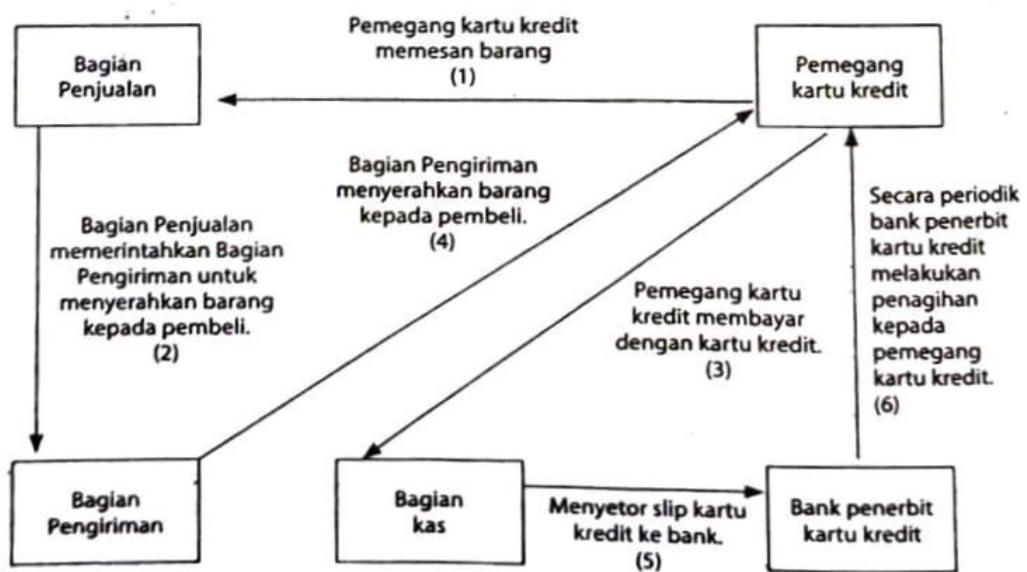 Pemegang kartu kredit
memesan barang
(1)
Bagian
Penjualan
Pemegang
kartu kredit
Bagian Pengiriman
menyerahkan barang
kepada pembeli.
(4)
Bagian Penjualan
memerintahkan Bagian
Pengiriman untuk
menyerahkan barang
kepada pembeli.
(2)
Secara periodik
bank penerbit
kartu kredit
melakukan
penagihan
kepada
pemegang
kartu kredit.
(6)
Pemegang kartu
kredit membayar
dengan kartu kredit.
(3)
Bagian
Pengiriman
Bagian
kas
Menyetor slip kartu
kredit ke bank.
(5)
Bank penerbit
kartu kredit